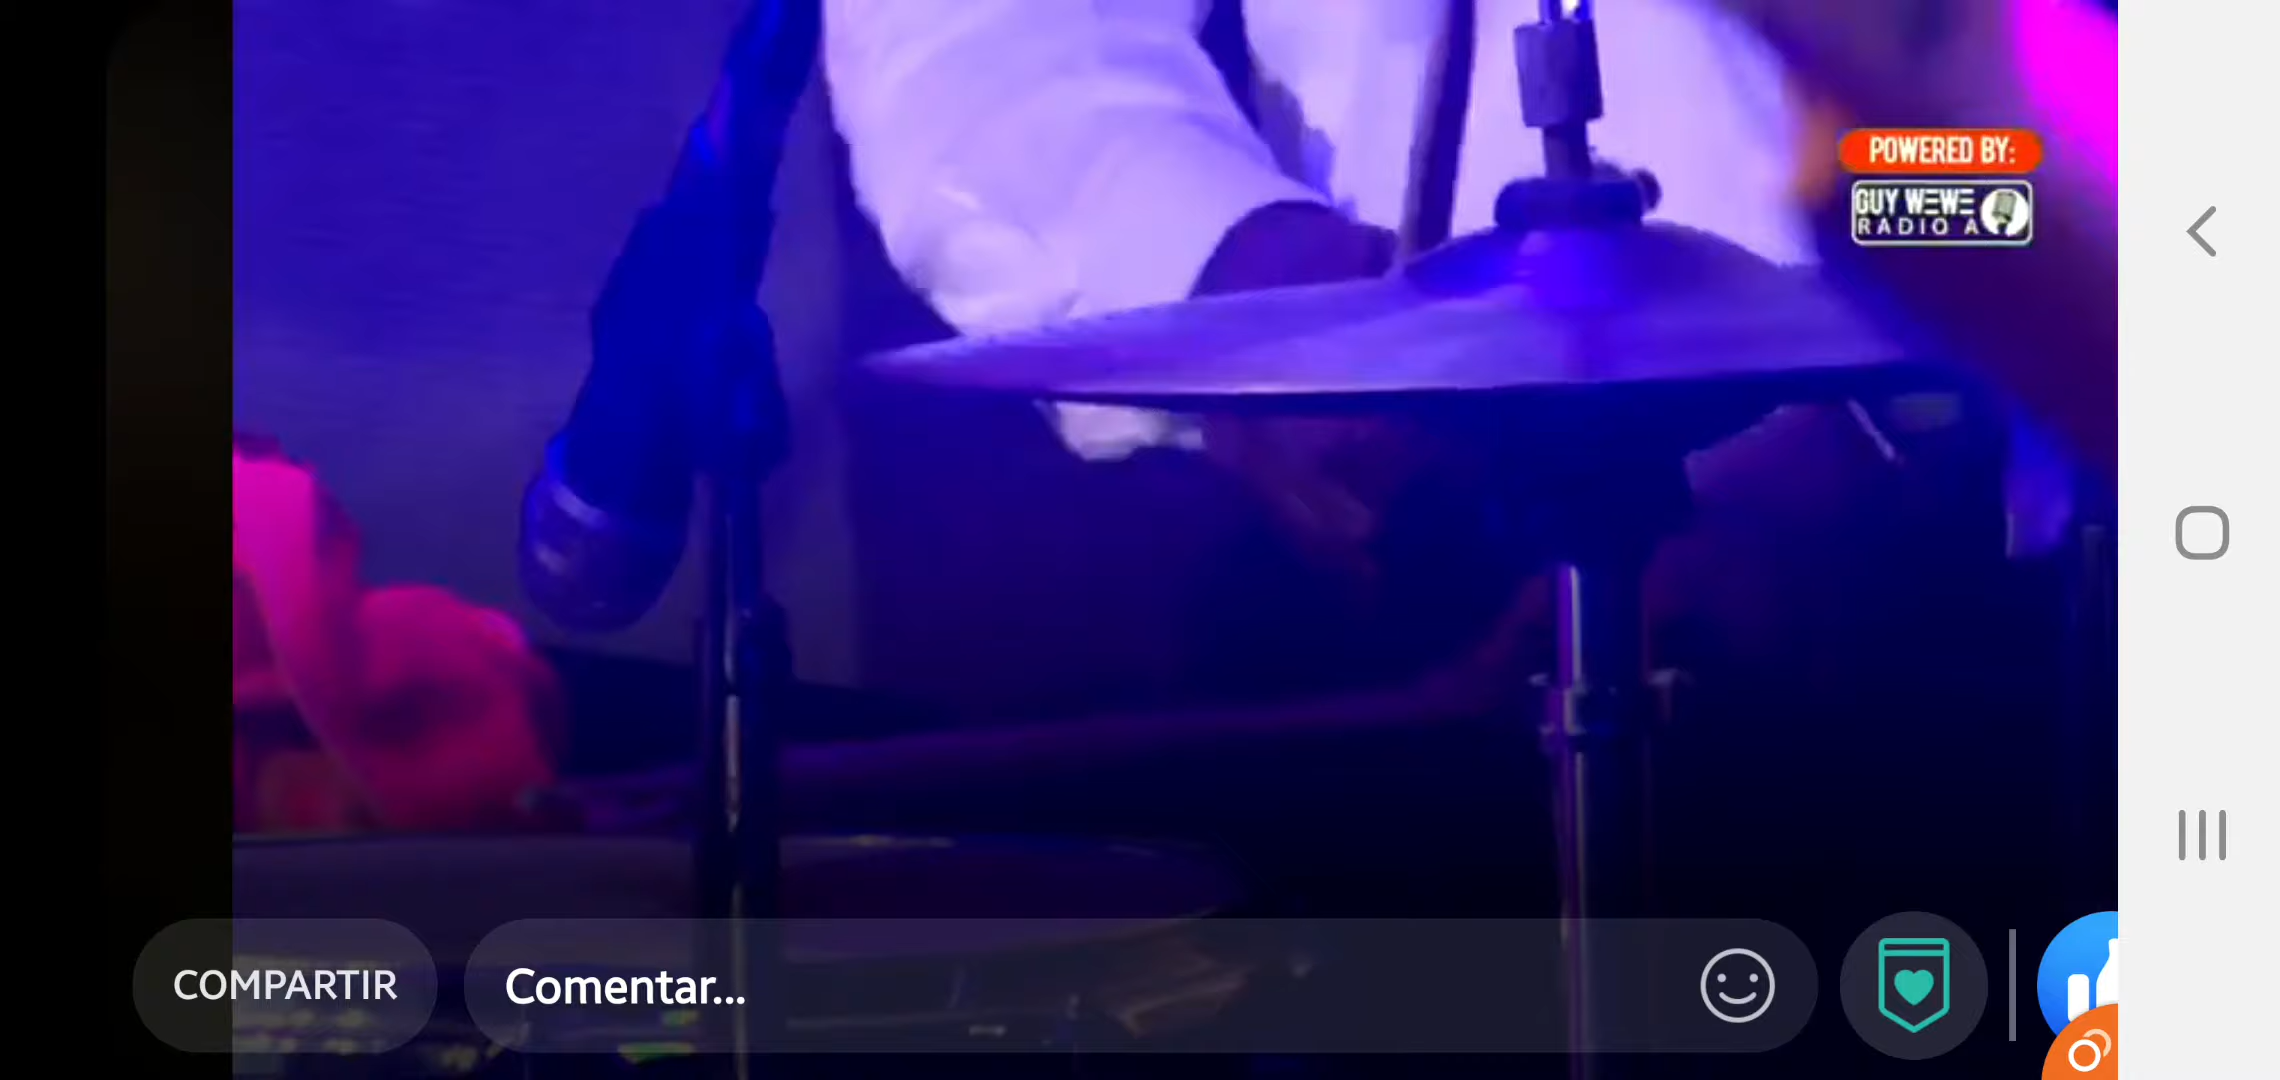 POWERED BY:
GUY WEWE
RADIO A
COMPARTIR
Comentar...